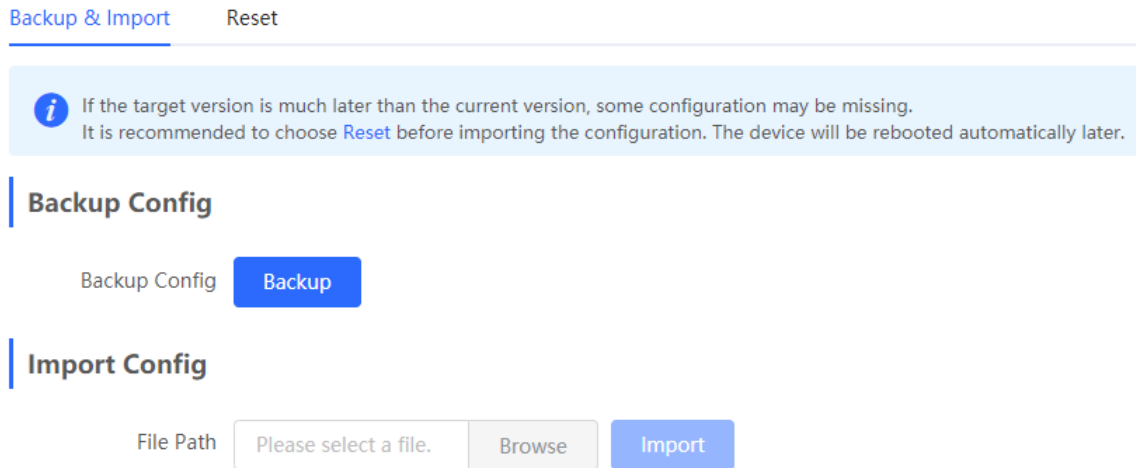 Backup & Import Reset
If the target version is much later than the current version, some configuration may be missing.
It is recommended to choose Reset before importing the configuration. The device will be rebooted automatically later.
Backup Config
Backup Config Backup
Import Config
File Path Please select a file. Browse Import